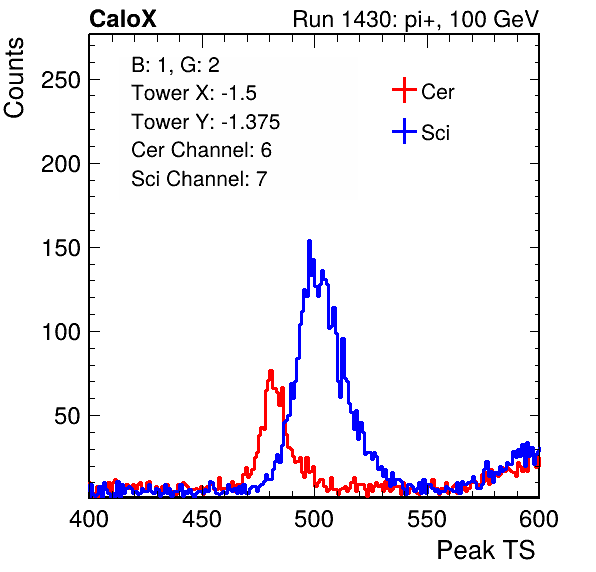 CaloX Run 1430: pi+, 100 GeV
Counts
B: 1, G: 2
Tower X: -1.5
Tower Y: -1.375
Cer Channel: 6
Sci Channel: 7
Cer
Sci
250
200
150
100
50
400 450 500 550 600
Peak TS